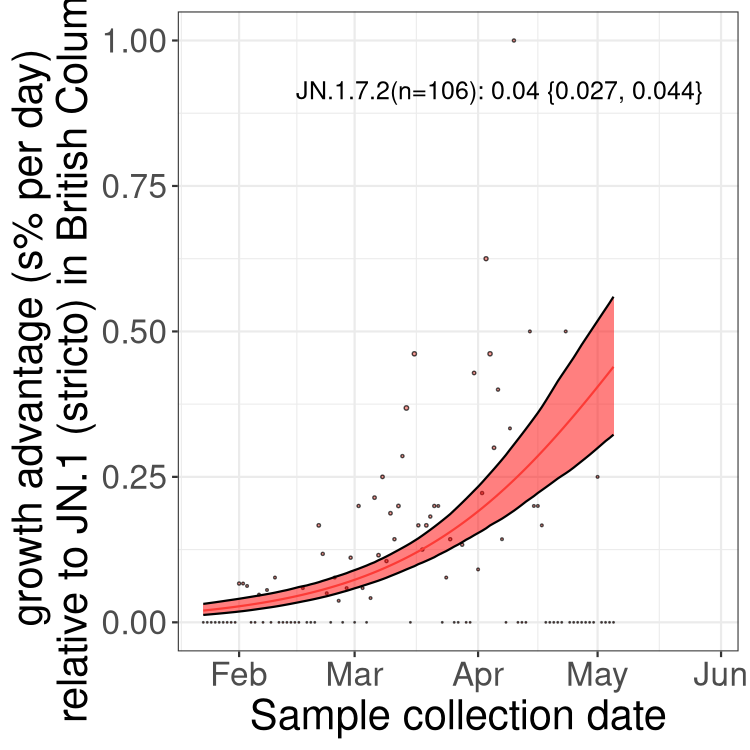 growth advantage (s% per day)
relative to JN.1 (stricto) in British Colum
1.00
0.75
0.50
0.25
0.00
JN.1.7.2(n=106): 0.04 {0.027, 0.044}
Feb Mar Apr May Jun
Sample collection date